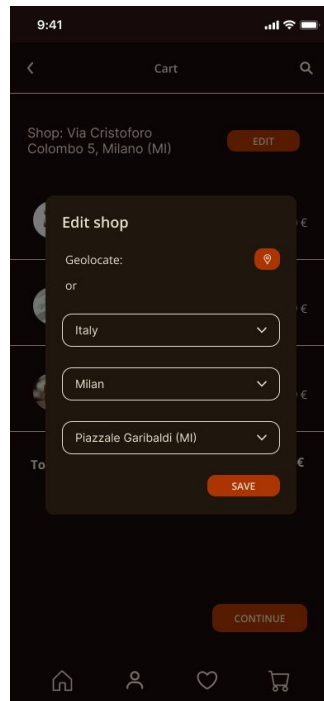 9:41
Cart
Shop: Via Cristoforo
Colombo 5, Milano (MI)
EDIT
Edit shop
Geolocate:
or
€
€
Italy
Milan
€
Piazzale Garibaldi (MI)
To
€
SAVE
CONTINUE